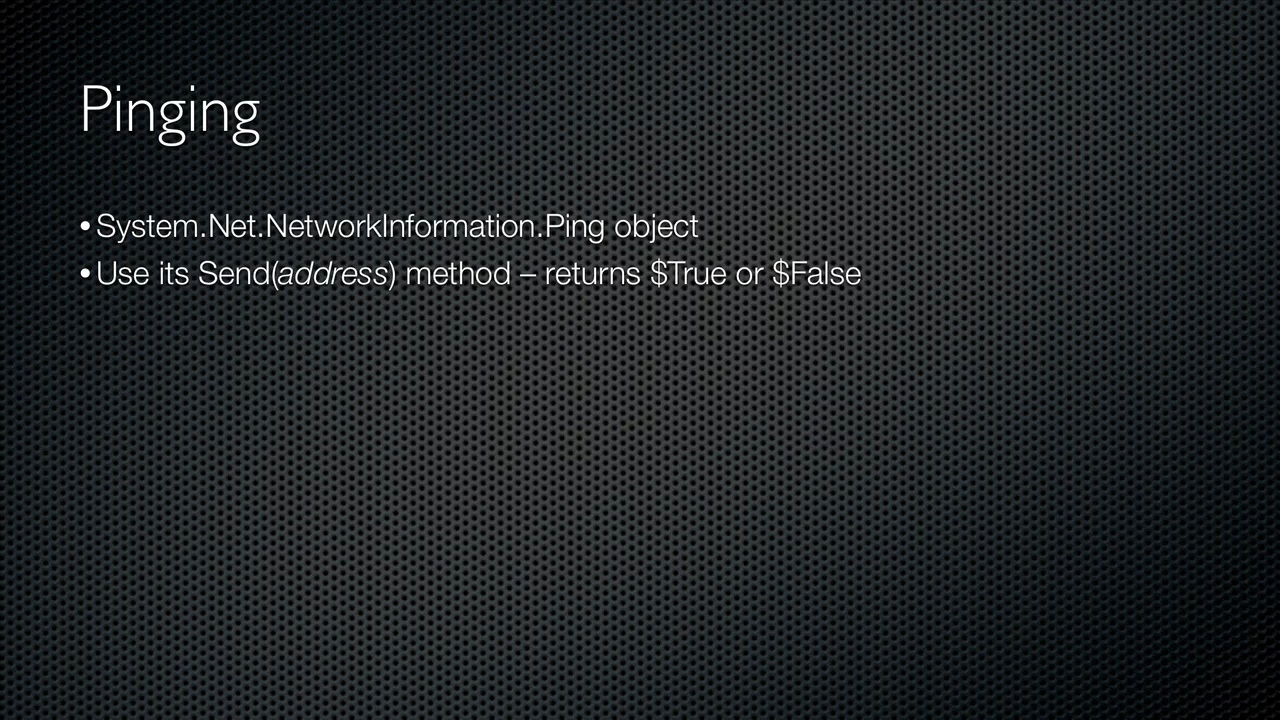 Pinging
• System.Net.NetworkInformation.Ping object
• Use its Send(address) method – returns $True or $False